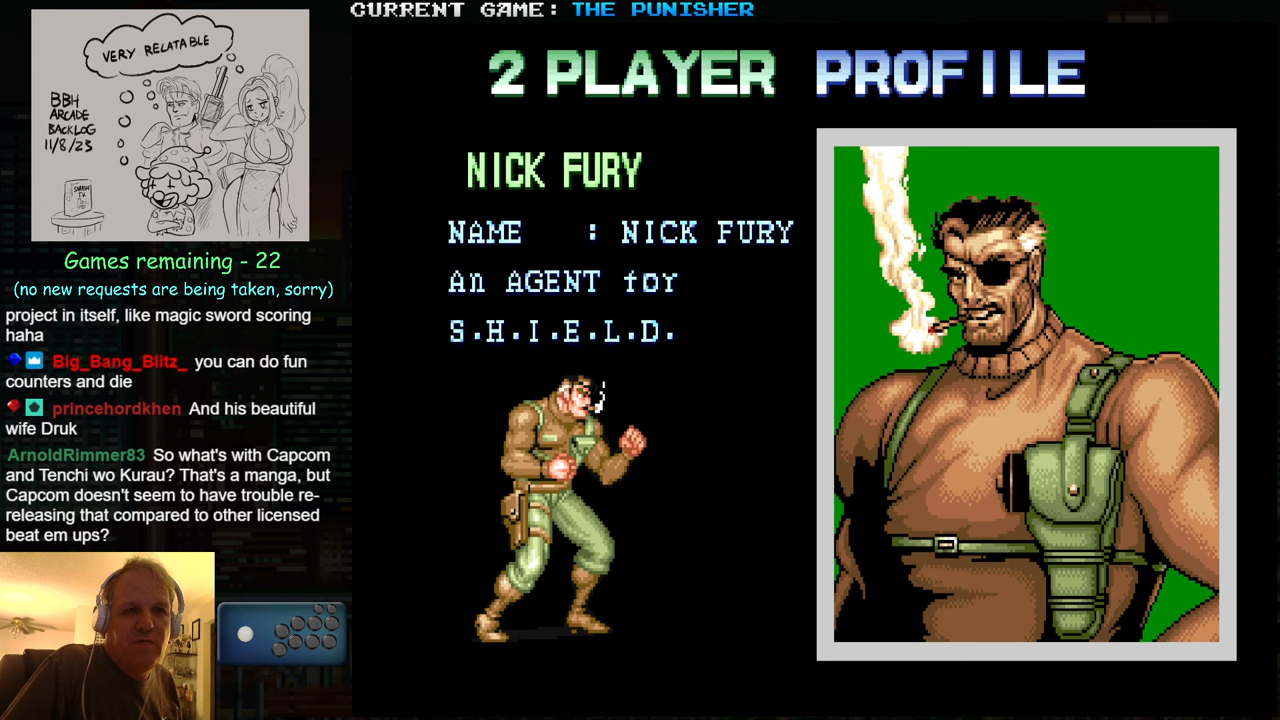 CURRENT GAME: THE PUNISHER
VERY RELATABLE
BBH
ARCADE
BACKLOG
11/8/23
Games remaining - 22
(no new requests are being taken, sorry)
project in itself, like magic sword scoring
haha
Big_Bang_Blitz_ you can do fun
counters and die
princehordkhen And his beautiful
wife Druk
ArnoldRimmer83 So what's with Capcom
and Tenchi wo Kurau? That's a manga, but
Capcom doesn't seem to have trouble re-
releasing that compared to other licensed
beat em ups?
2 PLAYER PROFILE
NICK FURY
NAME : NICK FURY
An AGENT for
S.H.I.E.L.D.